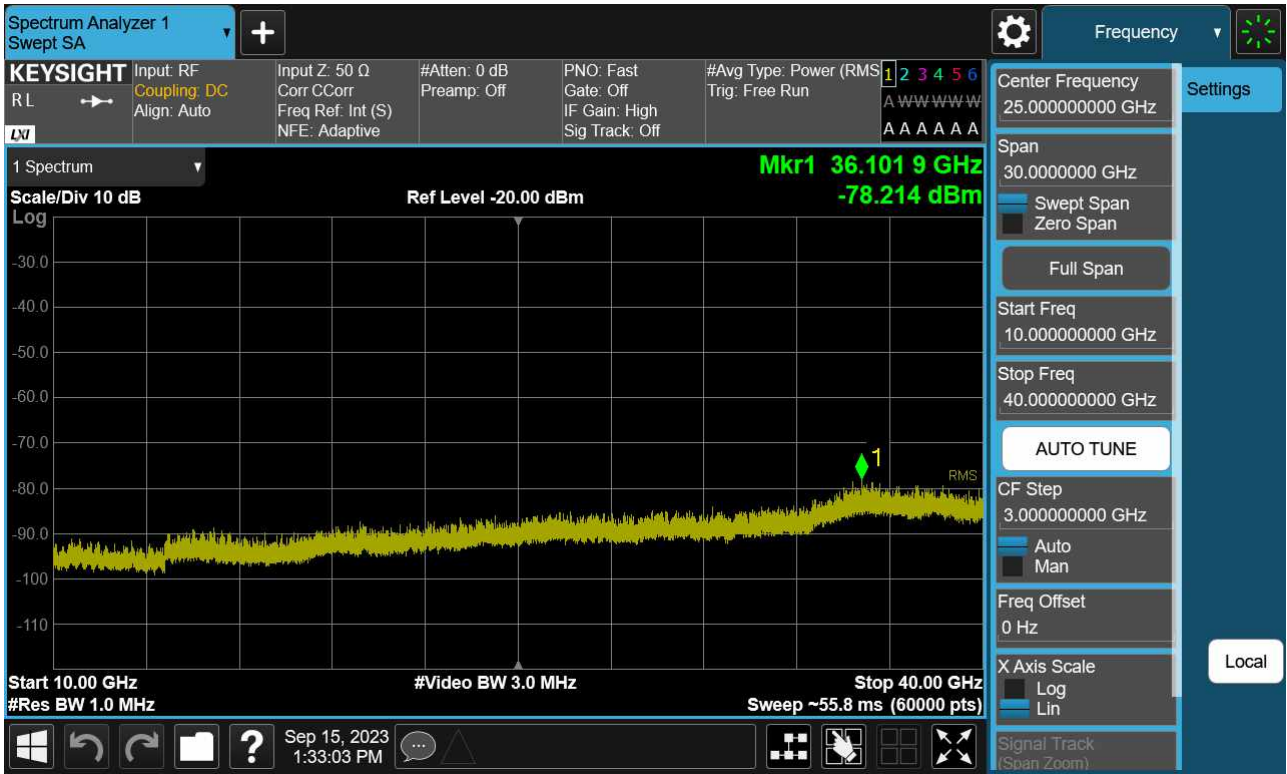 Spectrum Analyzer 1
Swept SA
+
Frequency
KEYSIGHT
RL
LXI
Input: RF
Coupling: DC
Align: Auto
Input Z: 50 Ω
Corr CCorr
Freq Ref: Int (S)
NFE: Adaptive
#Atten: 0 dB
Preamp: Off
PNO: Fast
Gate: Off
IF Gain: High
Sig Track: Off
#Avg Type: Power (RMS
Trig: Free Run
1 2 3 4 5 6
A W W W W W
A A A A A A
1 Spectrum
Scale/Div 10 dB
Log
Ref Level -20.00 dBm
Mkr1 36.101 9 GHz
-78.214 dBm
-30.0
-40.0
-50.0
-60.0
-70.0
-80.0
-90.0
-100
-110
1
RMS
Start 10.00 GHz
#Res BW 1.0 MHz
#Video BW 3.0 MHz
Stop 40.00 GHz
Sweep ~55.8 ms (60000 pts)
Center Frequency
25.000000000 GHz
Span
30.0000000 GHz
Swept Span
Zero Span
Full Span
Start Freq
10.000000000 GHz
Stop Freq
40.000000000 GHz
AUTO TUNE
CF Step
3.000000000 GHz
Auto
Man
Freq Offset
0 Hz
X Axis Scale
Log
Lin
Signal Track
(Span Zoom)
Settings
Local
?
Sep 15, 2023
1:33:03 PM